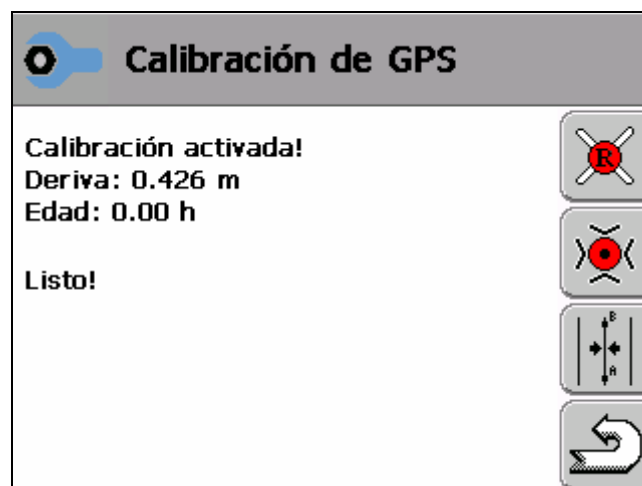 Calibración de GPS
Calibración activada!
Deriva: 0.426 m
Edad: 0.00 h
Listo!
R
B
A